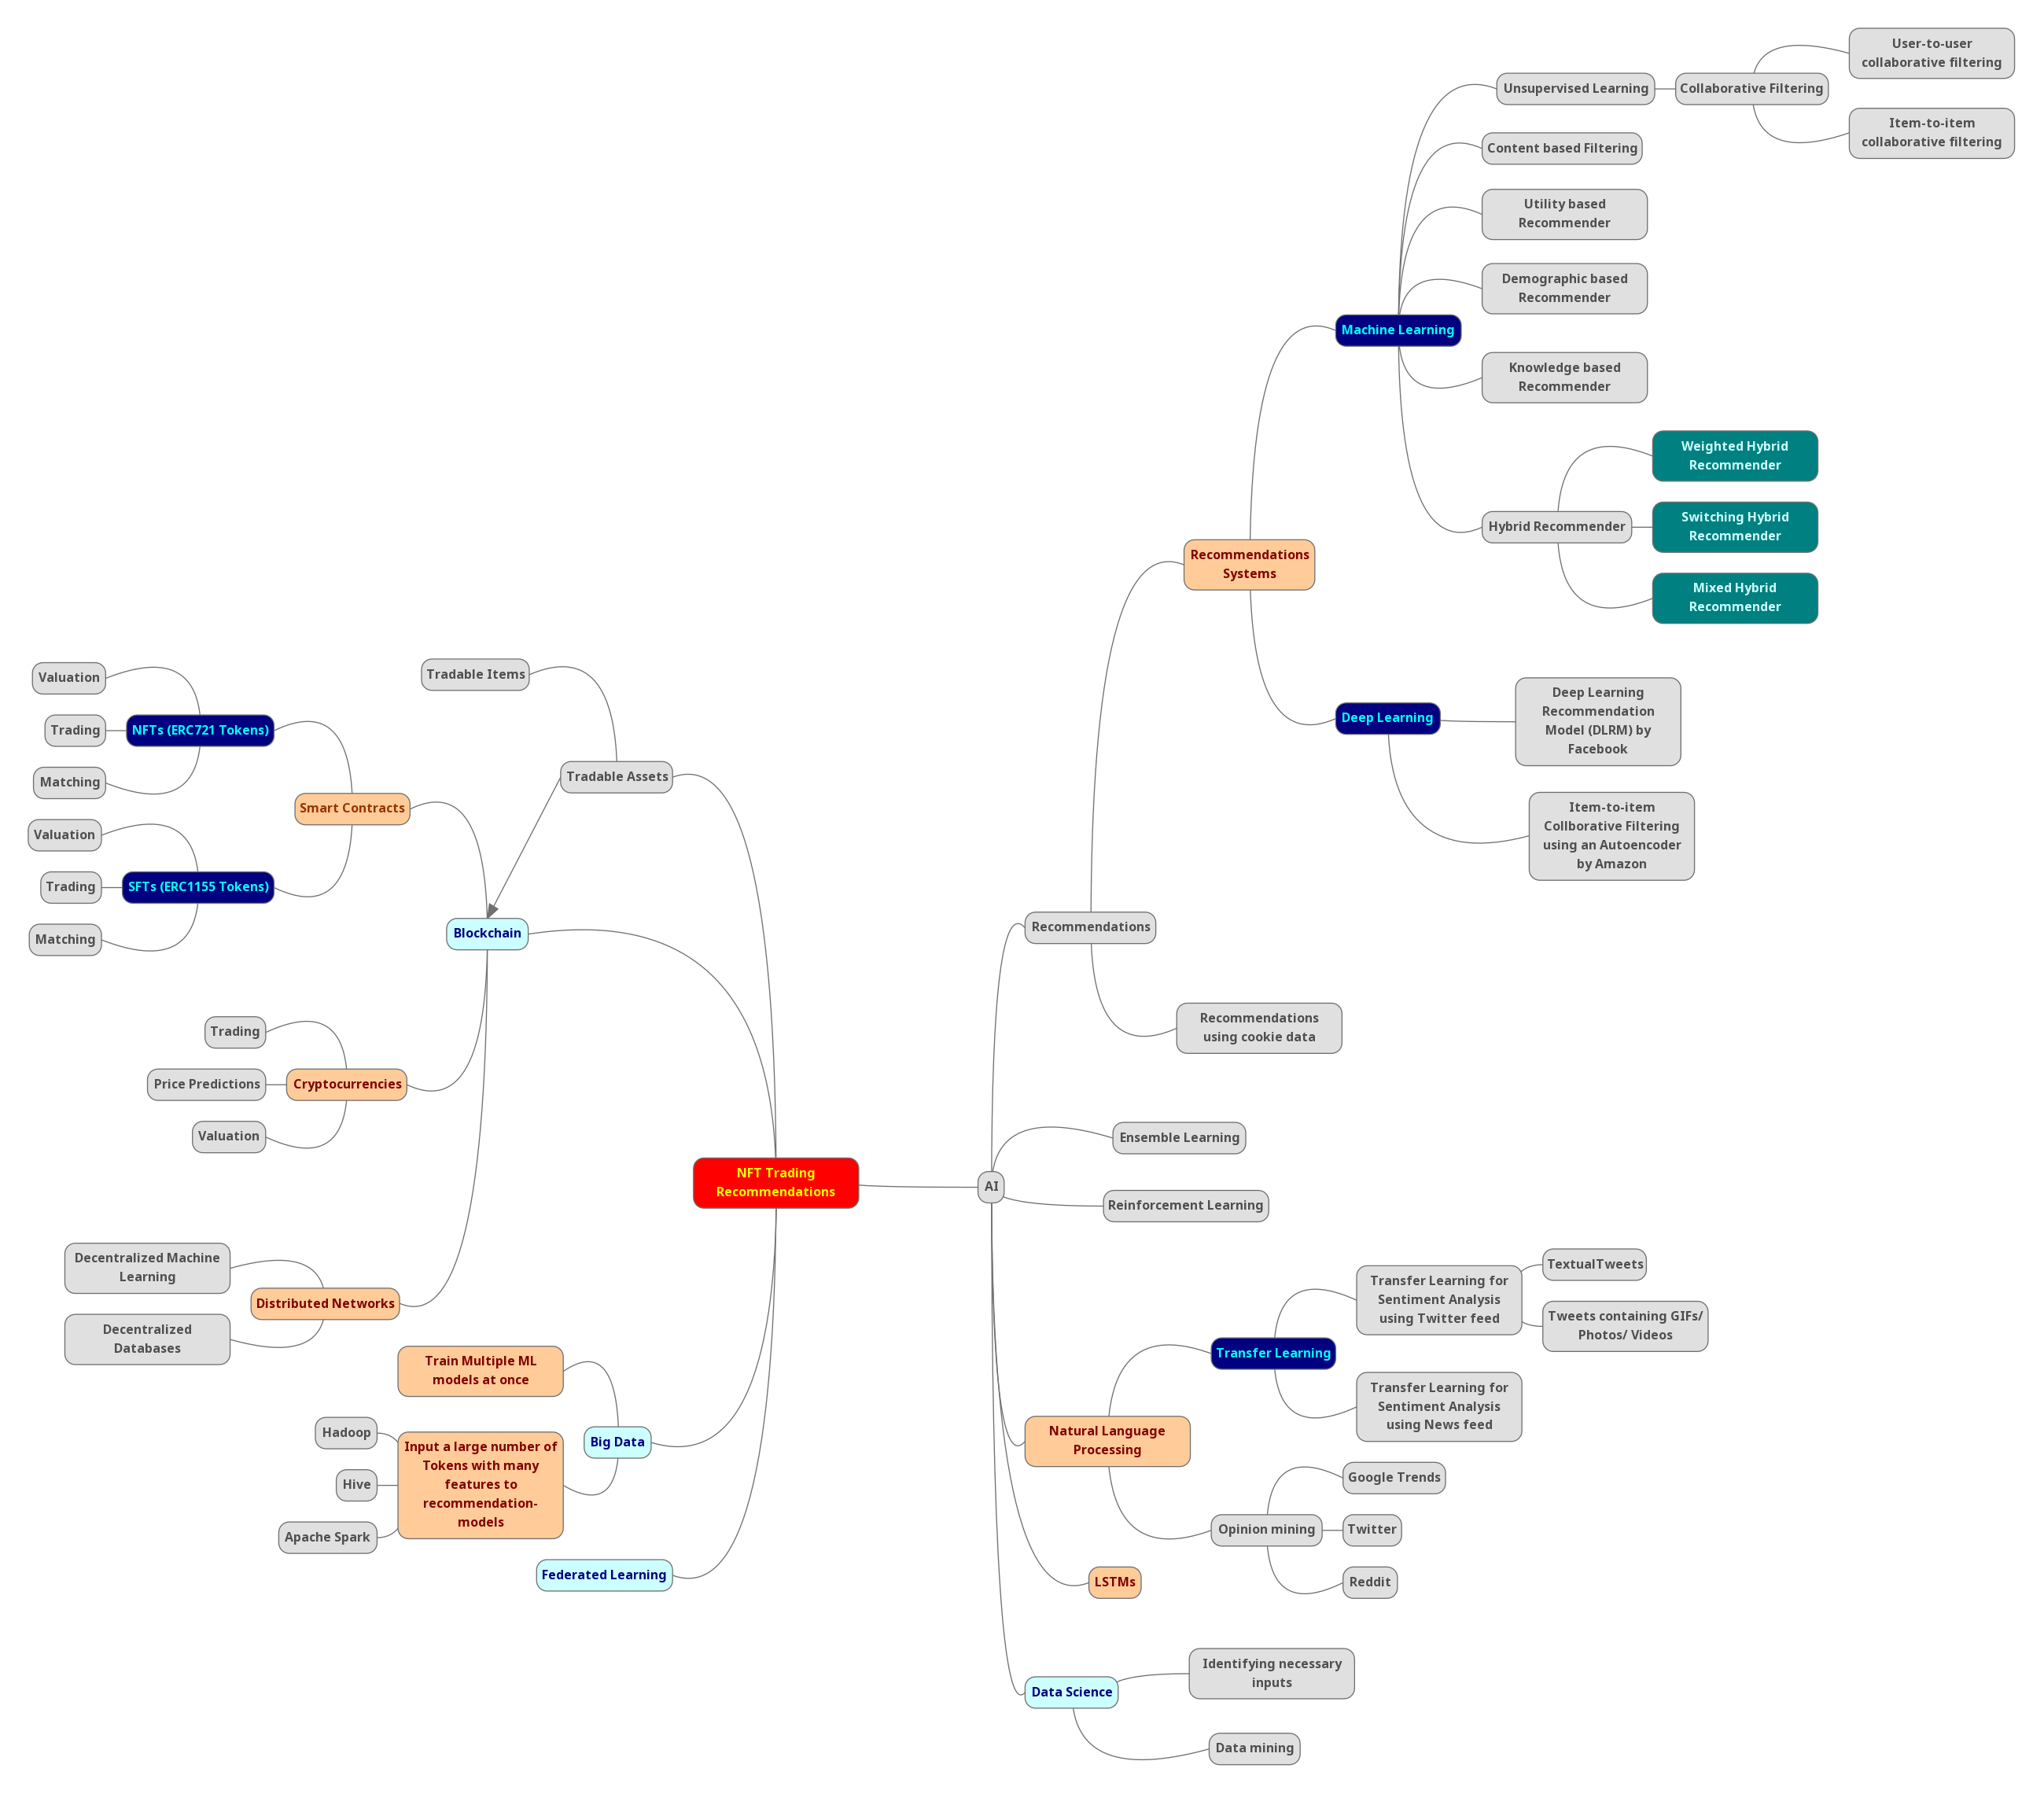 User-to-user
collaborative filtering
Unsupervised Learning
Collaborative Filtering
Item-to-item
collaborative filtering
Content based Filtering
Utility based
Recommender
Demographic based
Recommender
Machine Learning
Knowledge based
Recommender
Weighted Hybrid
Recommender
Hybrid Recommender
Switching Hybrid
Recommender
Mixed Hybrid
Recommender
Recommendations
Systems
Deep Learning
Deep Learning
Recommendation
Model (DLRM) by
Facebook
Item-to-item
Collborative Filtering
using an Autoencoder
by Amazon
Recommendations
Recommendations
using cookie data
Tradable Items
Tradable Assets
Valuation
Trading
NFTs (ERC721 Tokens)
Matching
Smart Contracts
Valuation
Trading
SFTs (ERC1155 Tokens)
Matching
Blockchain
Trading
Price Predictions
Cryptocurrencies
Valuation
NFT Trading
Recommendations
AI
Ensemble Learning
Reinforcement Learning
Decentralized Machine
Learning
Distributed Networks
Decentralized
Databases
Train Multiple ML
models at once
Big Data
Hadoop
Hive
Apache Spark
Input a large number of
Tokens with many
features to
recommendation-
models
Federated Learning
Transfer Learning for
Sentiment Analysis
using Twitter feed
TextualTweets
Tweets containing GIFs/
Photos/ Videos
Transfer Learning
Transfer Learning for
Sentiment Analysis
using News feed
Natural Language
Processing
Google Trends
Opinion mining
Twitter
Reddit
LSTMs
Identifying necessary
inputs
Data Science
Data mining